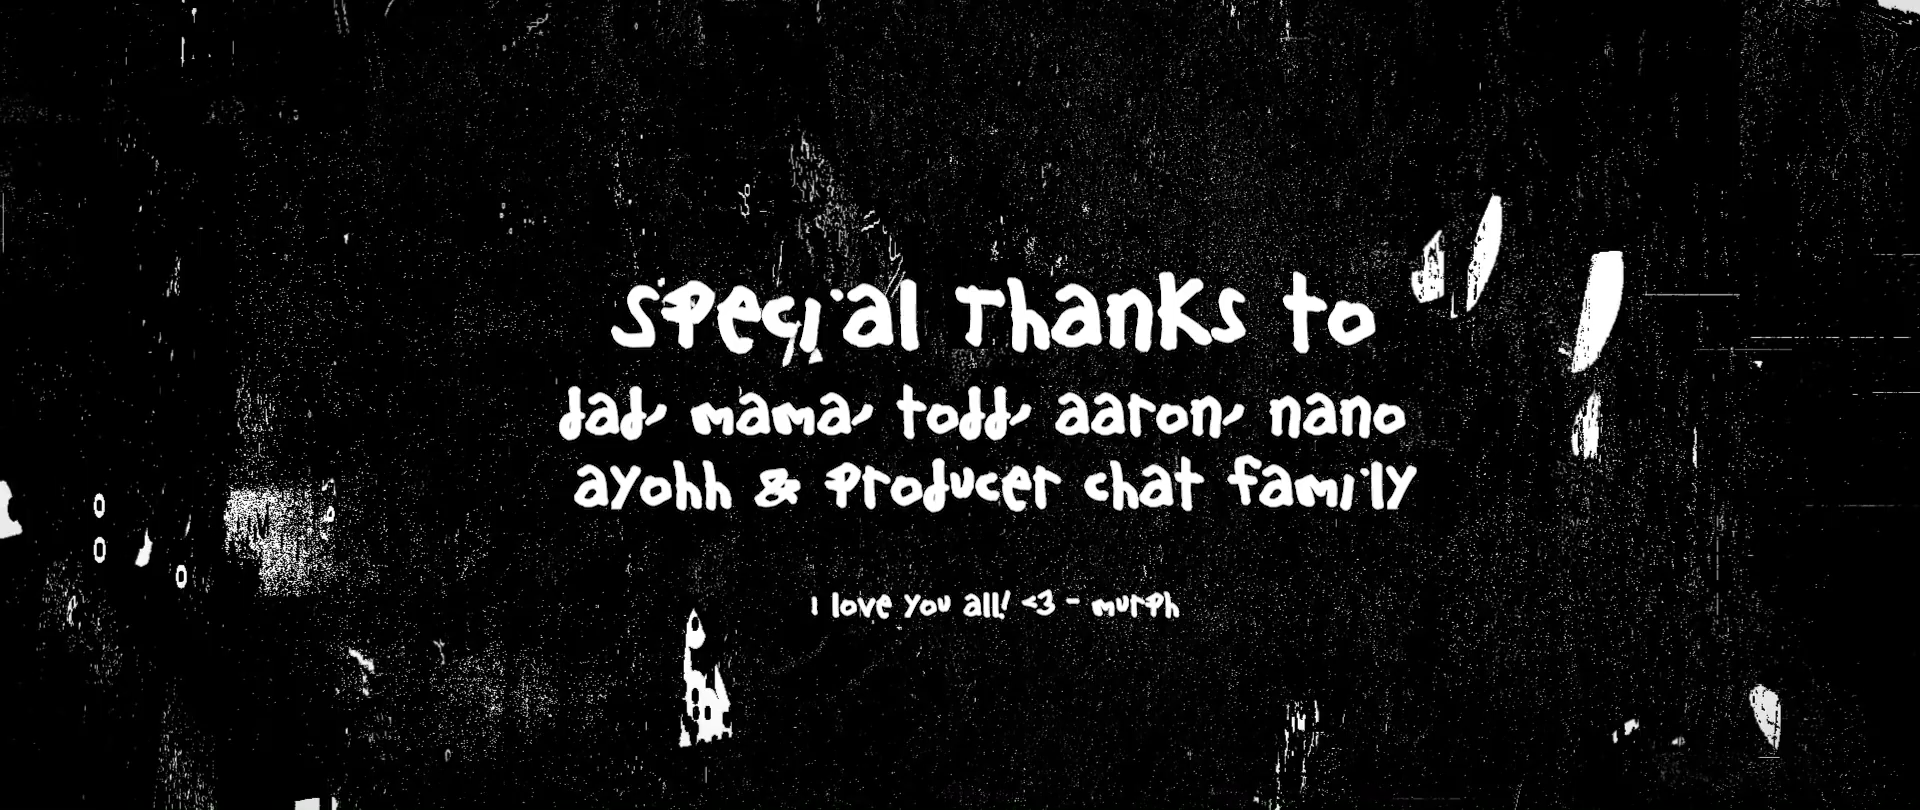 special Thanks to
dad, mama, todd, aaron, nano
ayohh & producer chat family
i love you all! <3 - murph